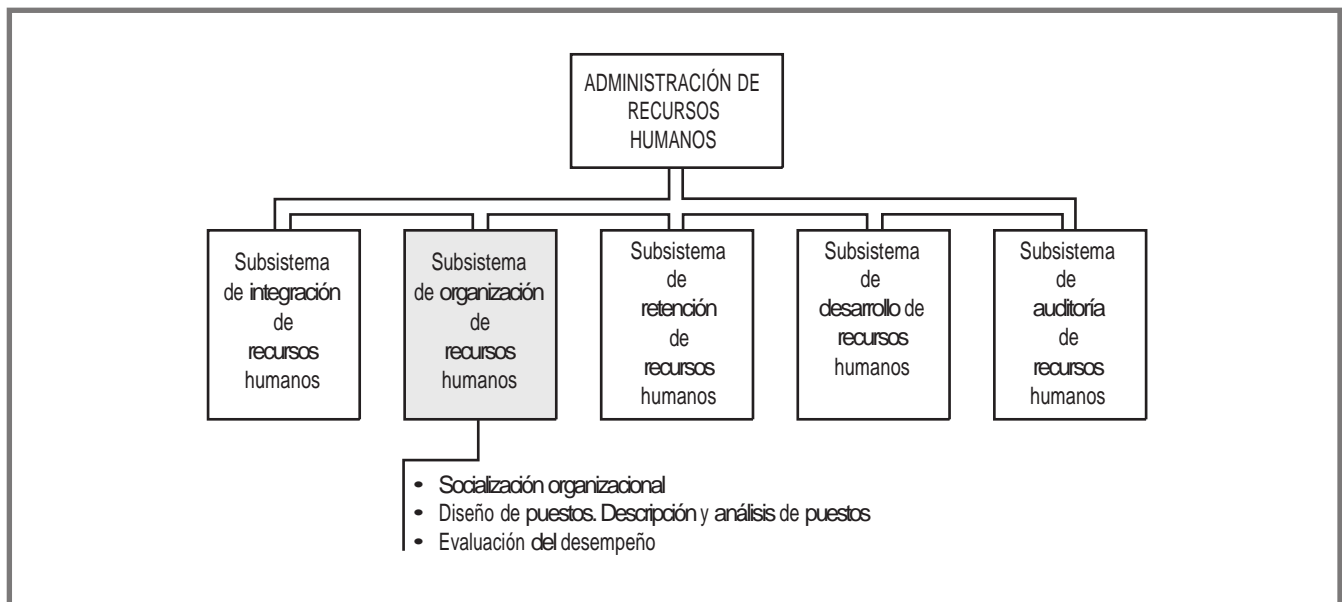 ADMINISTRACIÓN DE
RECURSOS
HUMANOS
Subsistema
de integración
de
recursos
humanos
Subsistema
de organización
de
recursos
humanos
Subsistema
de
retención
de
recursos
humanos
Subsistema
de
desarrollo de
recursos
humanos
Subsistema
de
auditoría
de
recursos
humanos
• Socialización organizacional
• Diseño de puestos. Descripción y análisis de puestos
• Evaluación del desempeño